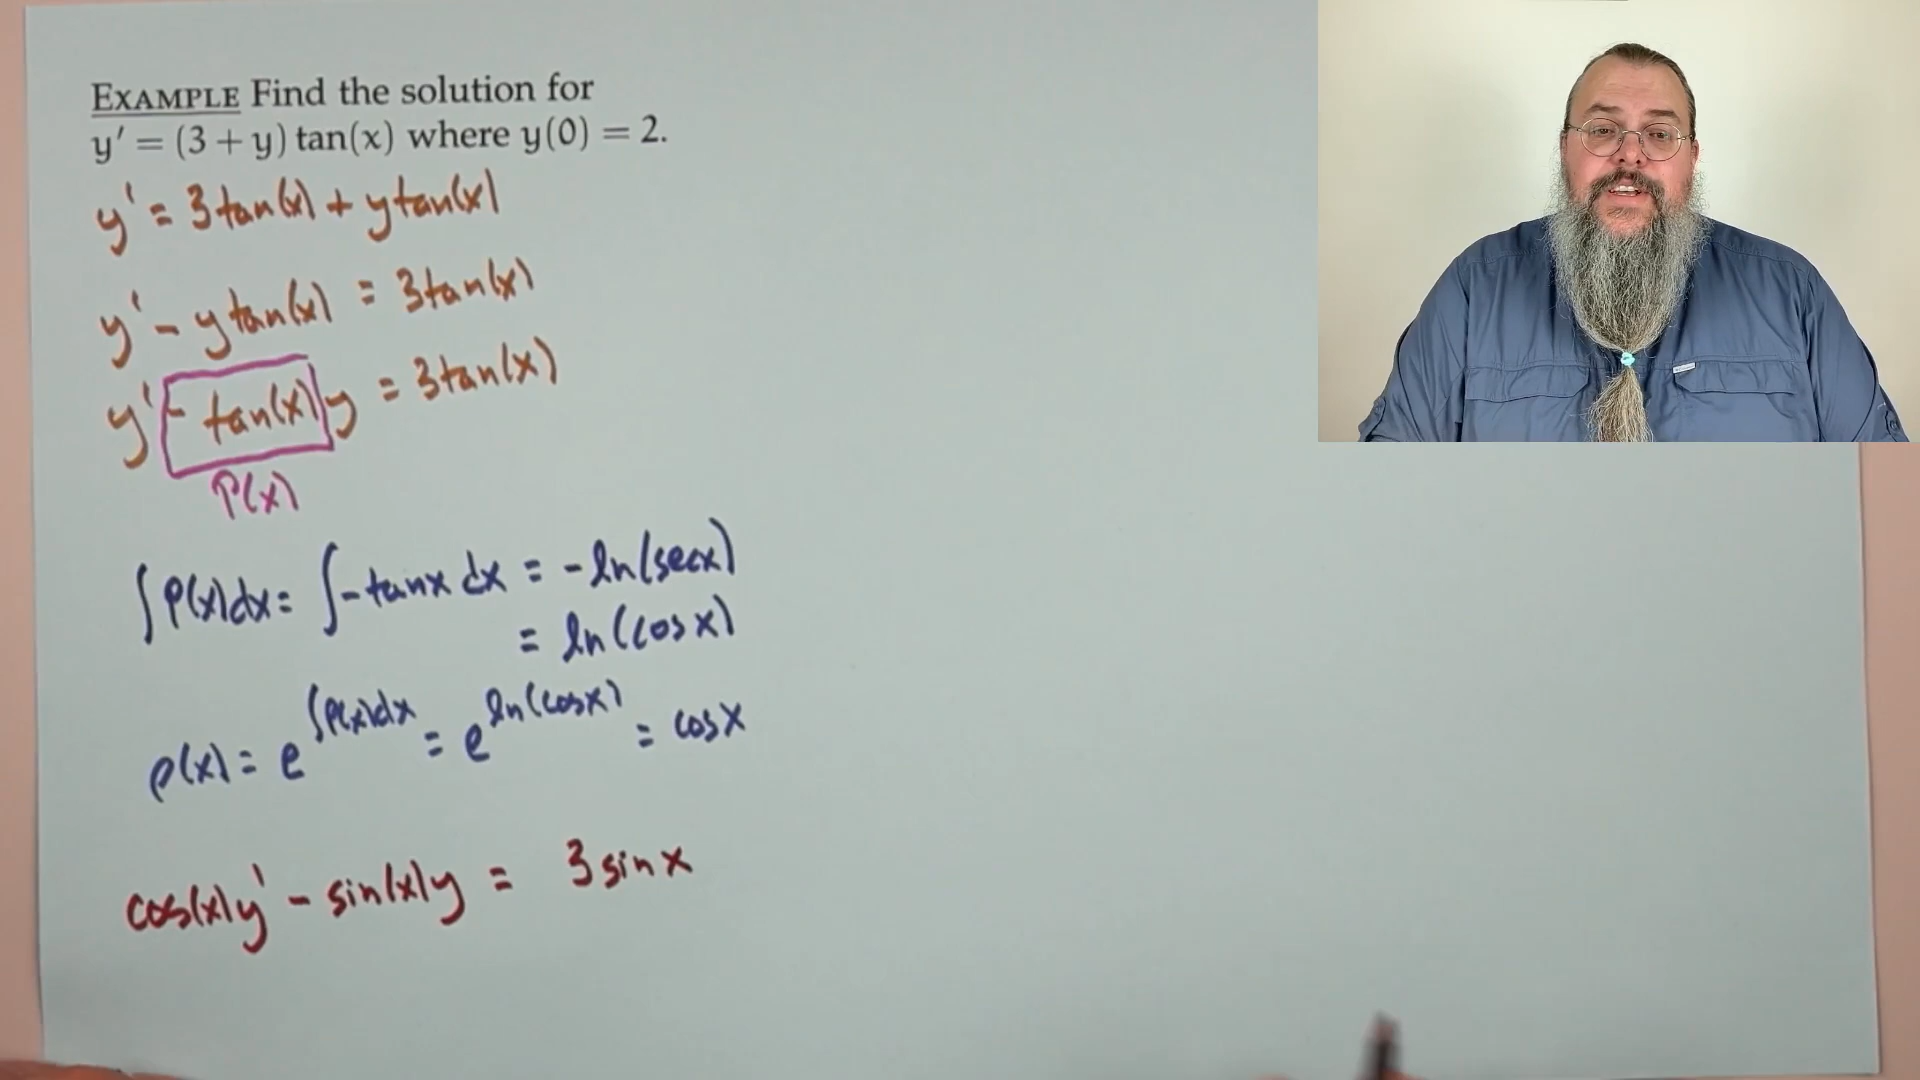 EXAMPLE Find the solution for
y′ = (3 + y) tan(x) where y(0) = 2.
y' = 3tan(x) + ytan(x)
y' - ytan(x) = 3tan(x)
y' - tan(x) y = 3tan(x)
P(x)
∫P(x)dx = ∫-tanx dx = -ln(secx)
= ln(cosx)
ρ(x) = e^∫P(x)dx = e^ln(cosx) = cosx
cos(x)y' - sin(x)y = 3sinx